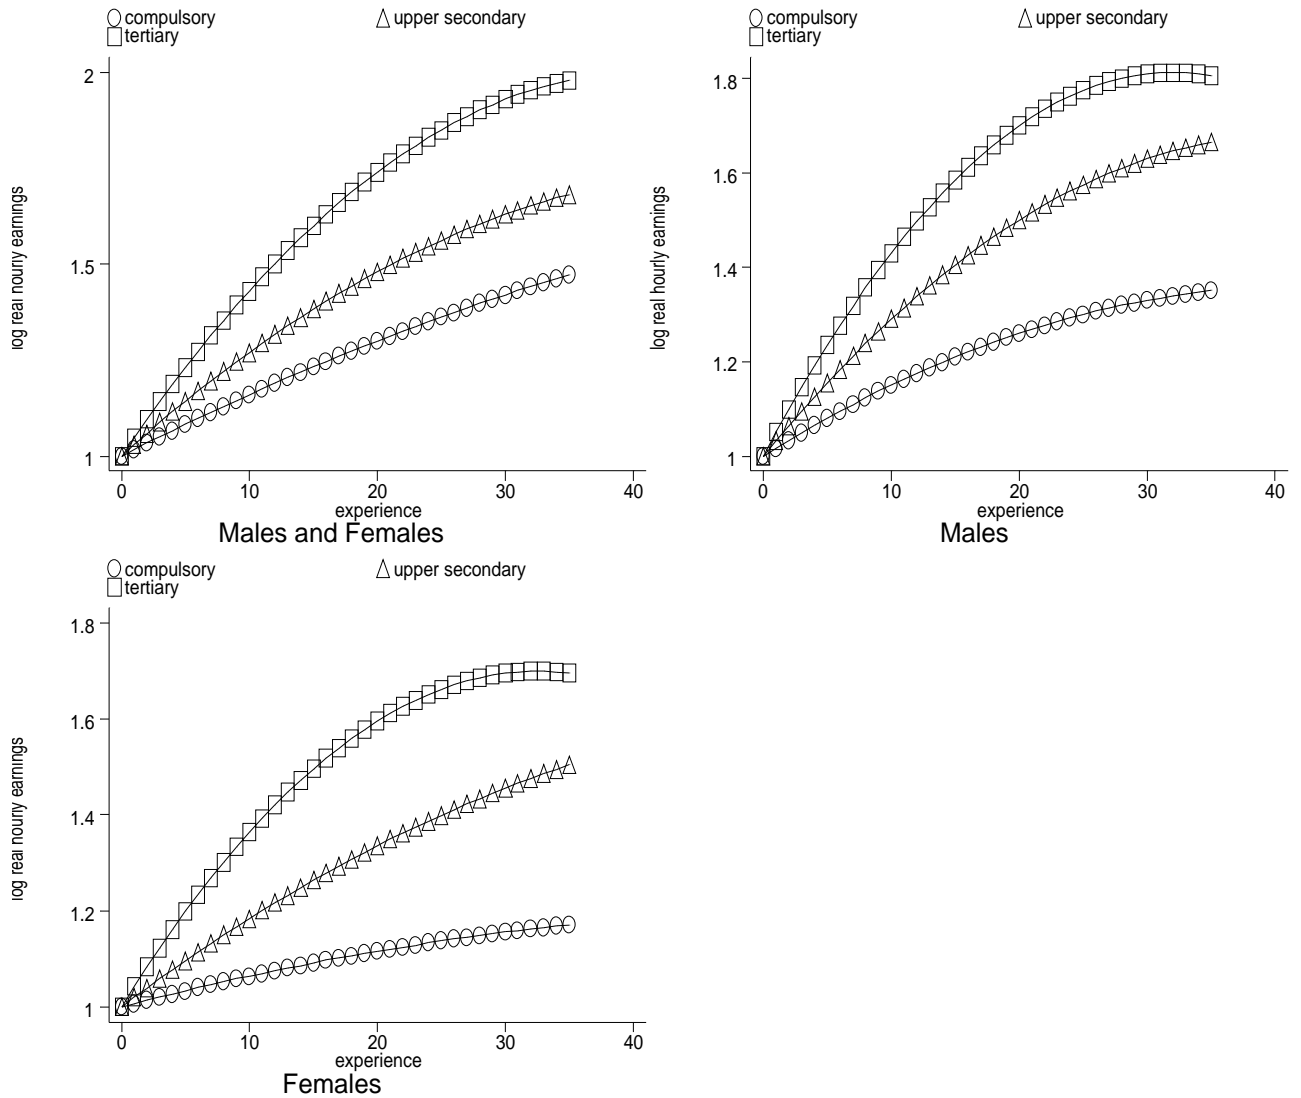 compulsory
upper secondary
tertiary
2
1.5
1
log real hourly earnings
0
10
20
30
40
experience
Males and Females
compulsory
upper secondary
tertiary
1.8
1.6
1.4
1.2
1
log real hourly earnings
0
10
20
30
40
experience
Males
compulsory
upper secondary
tertiary
1.8
1.6
1.4
1.2
1
log real hourly earnings
0
10
20
30
40
experience
Females